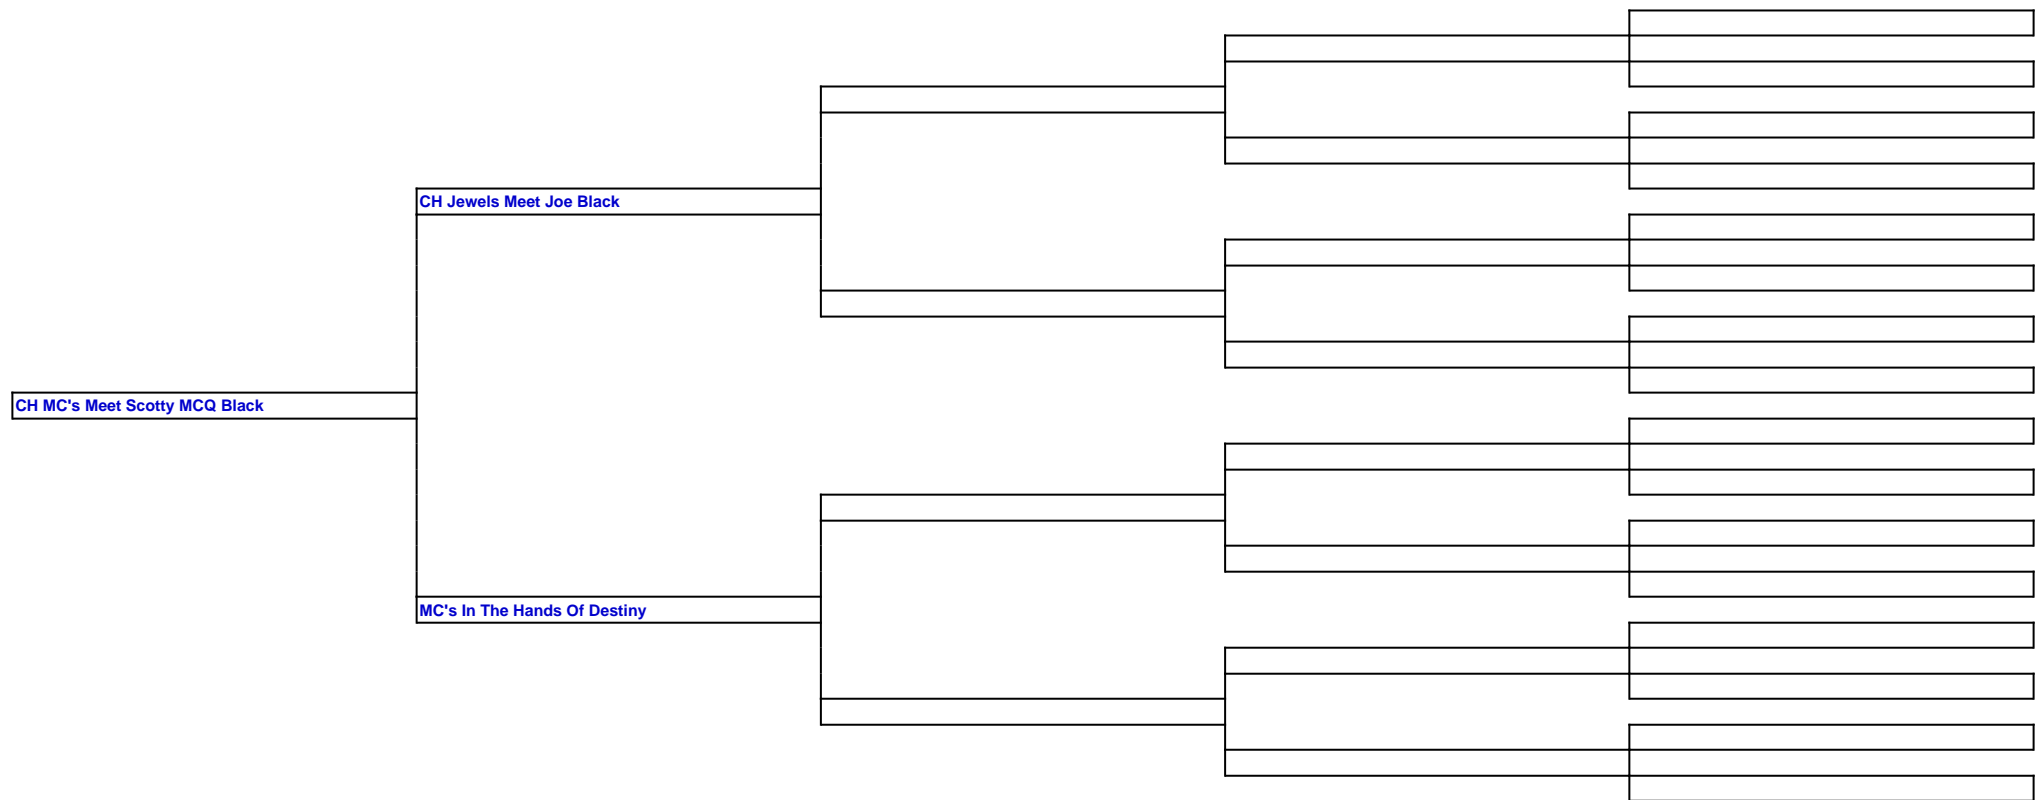 CH Jewels Meet Joe Black
CH MC's Meet Scotty MCQ Black
MC's In The Hands Of Destiny